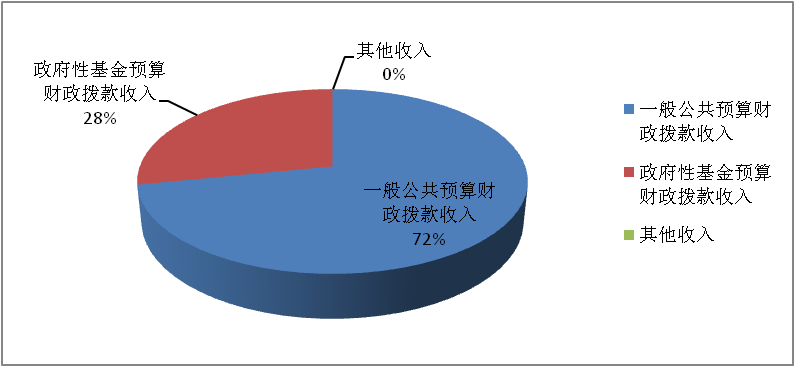 其他收入
0%
政府性基金预算
财政拨款收入
28%
一般公共预算财
政拨款收入
72%
一般公共预算财
政拨款收入
政府性基金预算
财政拨款收入
其他收入